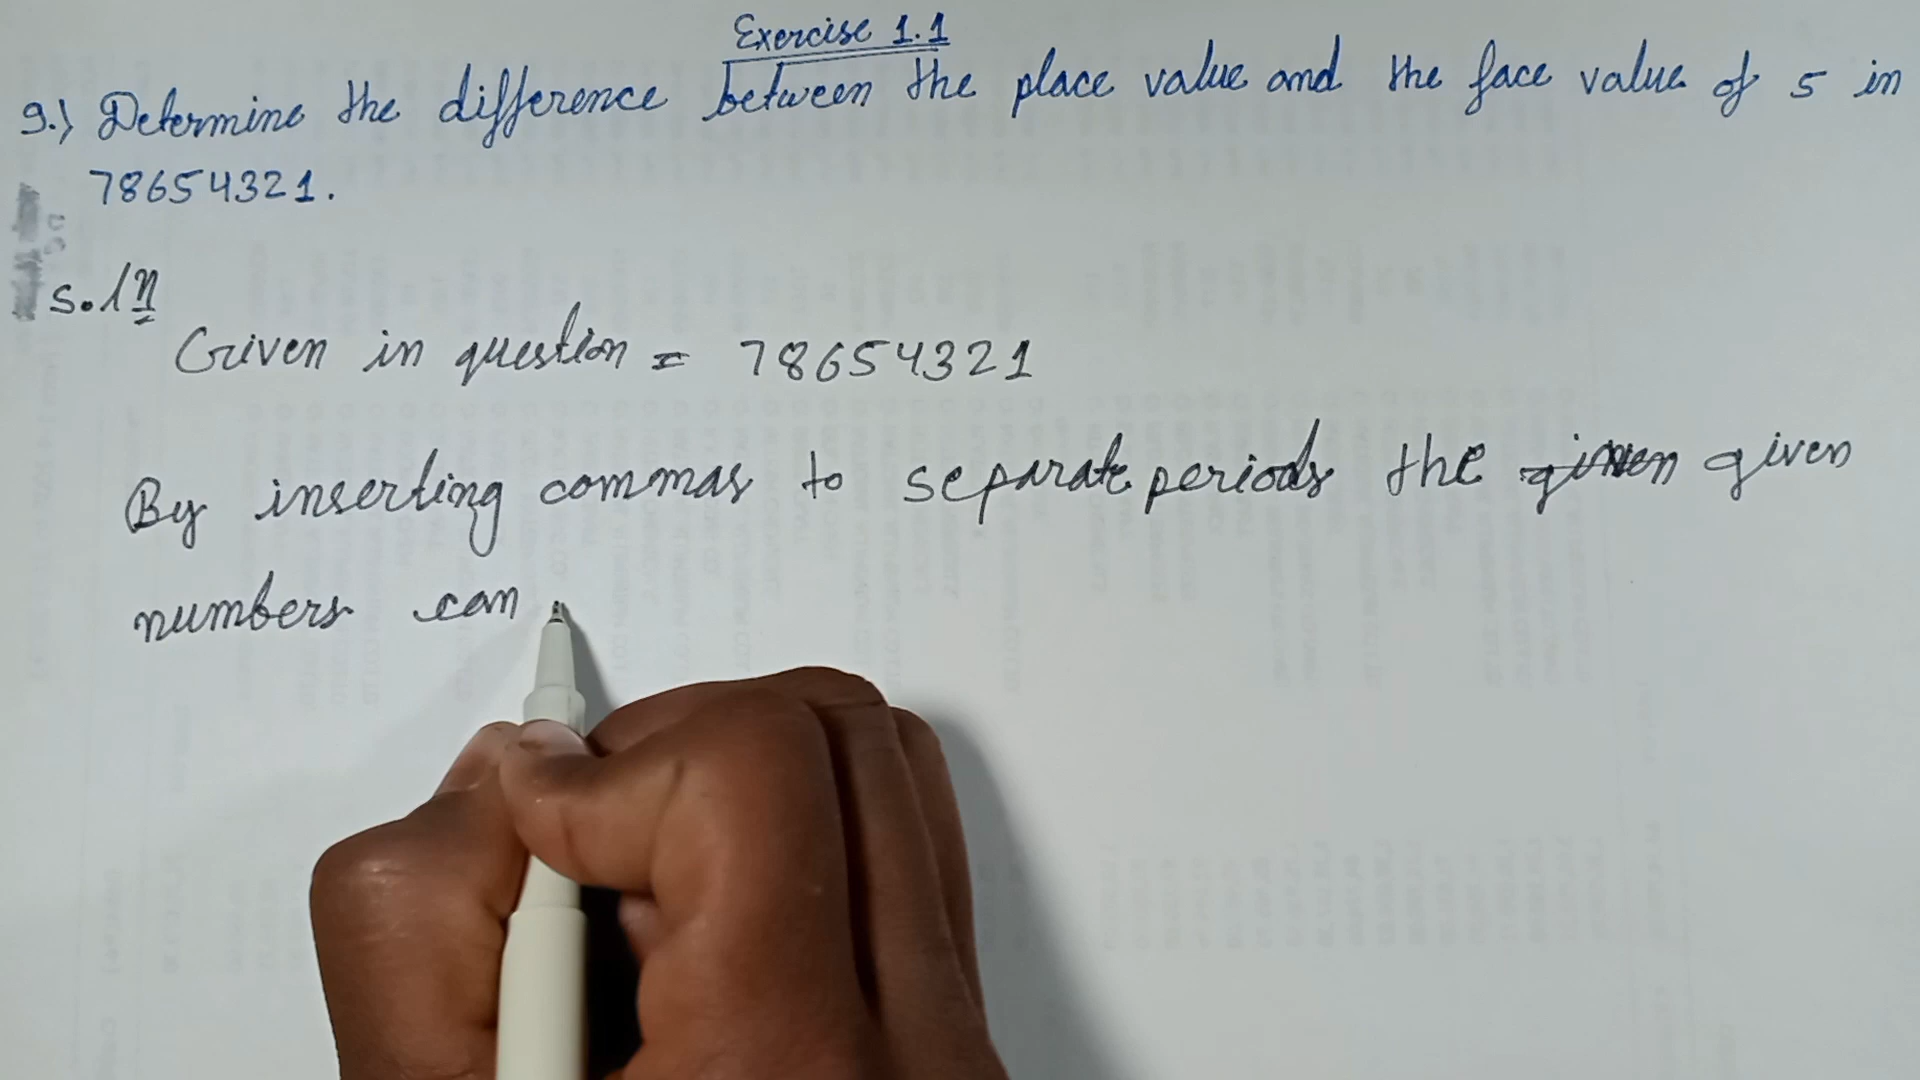 Exercise 1.1
9.) Determine the difference between the place value and the face value of 5 in
78654321.
Soln
Given in question = 78654321
By inserting commas to separate periods the given given
numbers can